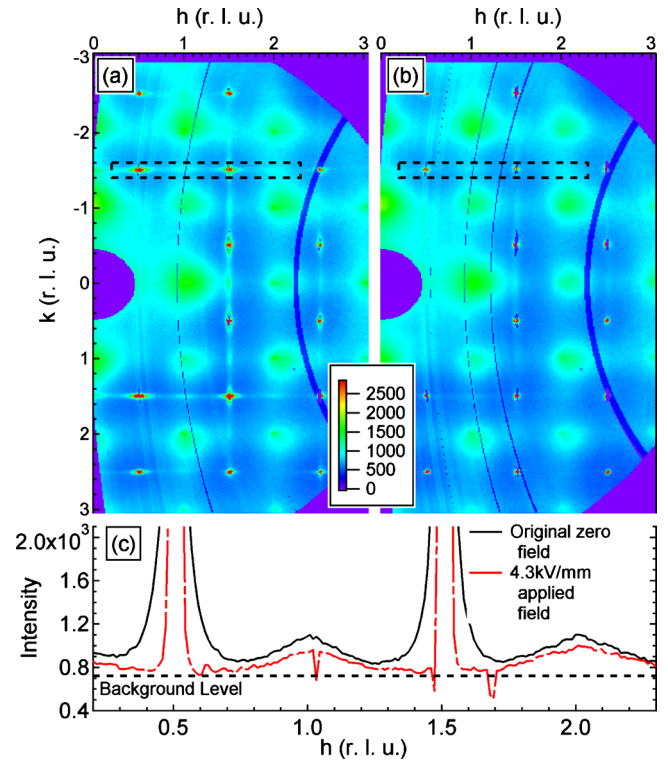 h (r. l. u.)
h (r. l. u.)
0 1 2 3
0 1 2 3
(a)
(b)
-3
-2
-1
0
1
2
3
k (r. l. u.)
2500
2000
1500
1000
500
0
(c)
2.0x10³
1.6
1.2
0.8
0.4
Intensity
Original zero
field
4.3kV/mm
applied
field
Background Level
0.5 1.0 1.5 2.0
h (r. l. u.)